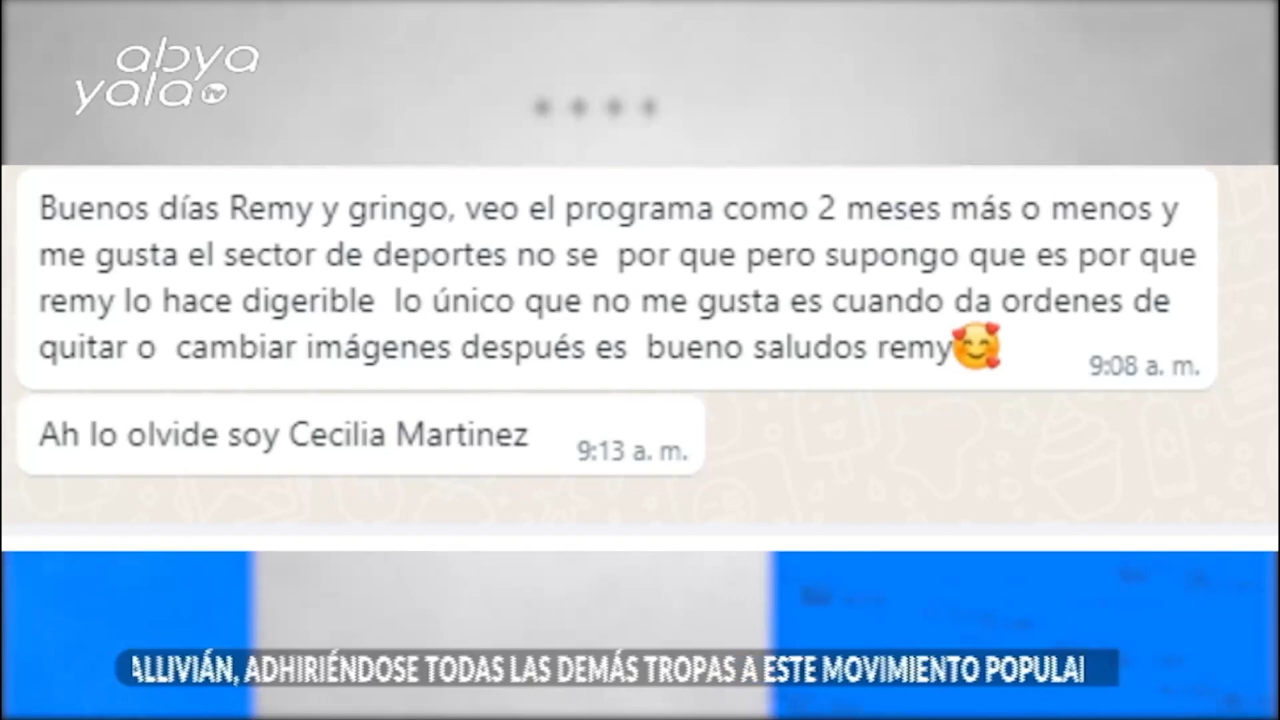 abya
yala tv
Buenos días Remy y gringo, veo el programa como 2 meses más o menos y
me gusta el sector de deportes no se  por que pero supongo que es por que
remy lo hace digerible  lo único que no me gusta es cuando da ordenes de
quitar o  cambiar imágenes después es  bueno saludos remy🥰
9:08 a. m.
Ah lo olvide soy Cecilia Martinez
9:13 a. m.
ALLIVIÁN, ADHIRIÉNDOSE TODAS LAS DEMÁS TROPAS A ESTE MOVIMIENTO